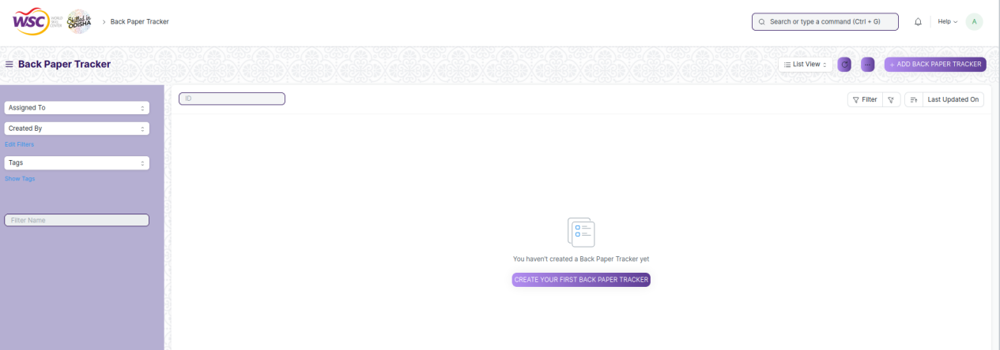 WSC WORLD SKILL CENTER Skilled in ODISHA > Back Paper Tracker
Search or type a command (Ctrl + G)
Help
A
Back Paper Tracker
List View
+ ADD BACK PAPER TRACKER
Assigned To
Created By
Edit Filters
Tags
Show Tags
Filter Name
ID
Filter
Last Updated On
You haven't created a Back Paper Tracker yet
CREATE YOUR FIRST BACK PAPER TRACKER